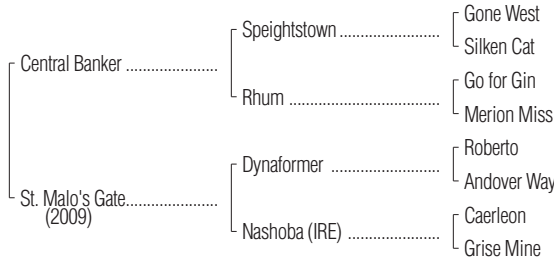 Gone West
Speightstown ....................
Silken Cat
Central Banker ....................
Go for Gin
Rhum ..............................
Merion Miss
Roberto
Dynaformer ......................
Andover Way
St. Malo's Gate....................
(2009)
Caerleon
Nashoba (IRE) ...................
Grise Mine